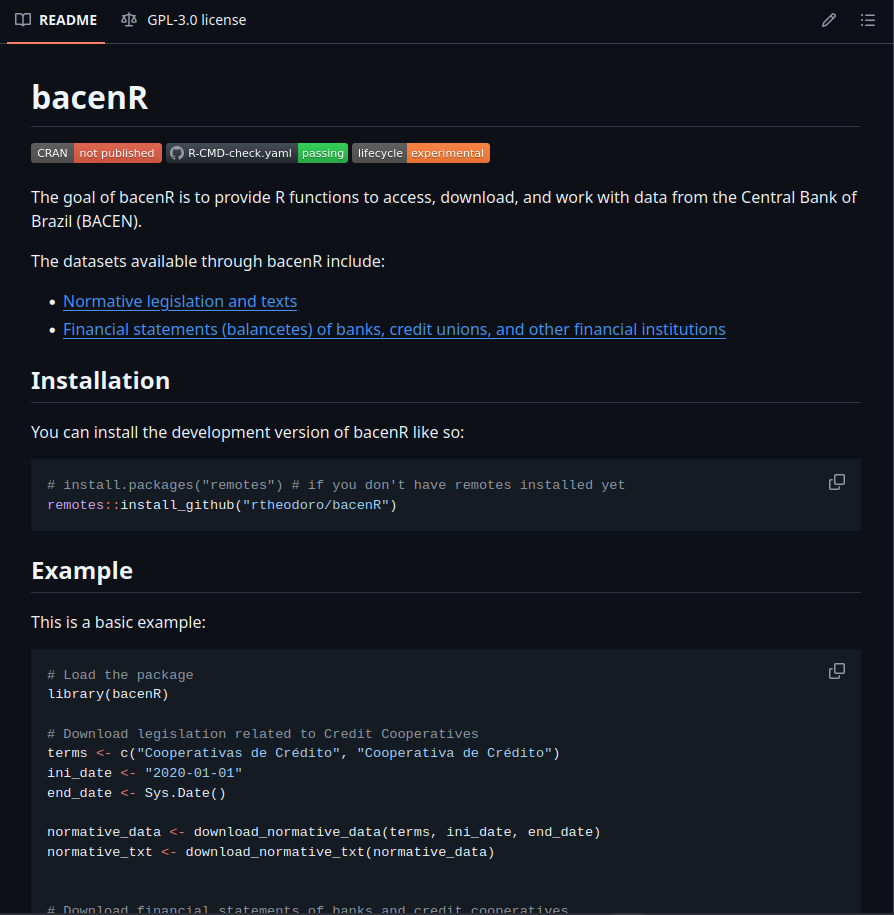 README GPL-3.0 license
bacenR
CRAN not published R-CMD-check.yaml passing lifecycle experimental
The goal of bacenR is to provide R functions to access, download, and work with data from the Central Bank of
Brazil (BACEN).
The datasets available through bacenR include:
• Normative legislation and texts
• Financial statements (balancetes) of banks, credit unions, and other financial institutions
Installation
You can install the development version of bacenR like so:
# install.packages("remotes") # if you don't have remotes installed yet
remotes::install_github("rtheodoro/bacenR")
Example
This is a basic example:
# Load the package
library(bacenR)
# Download legislation related to Credit Cooperatives
terms <- c("Cooperativas de Crédito", "Cooperativa de Crédito")
ini_date <- "2020-01-01"
end_date <- Sys.Date()
normative_data <- download_normative_data(terms, ini_date, end_date)
normative_txt <- download_normative_txt(normative_data)
# Download financial statements of banks and credit cooperatives